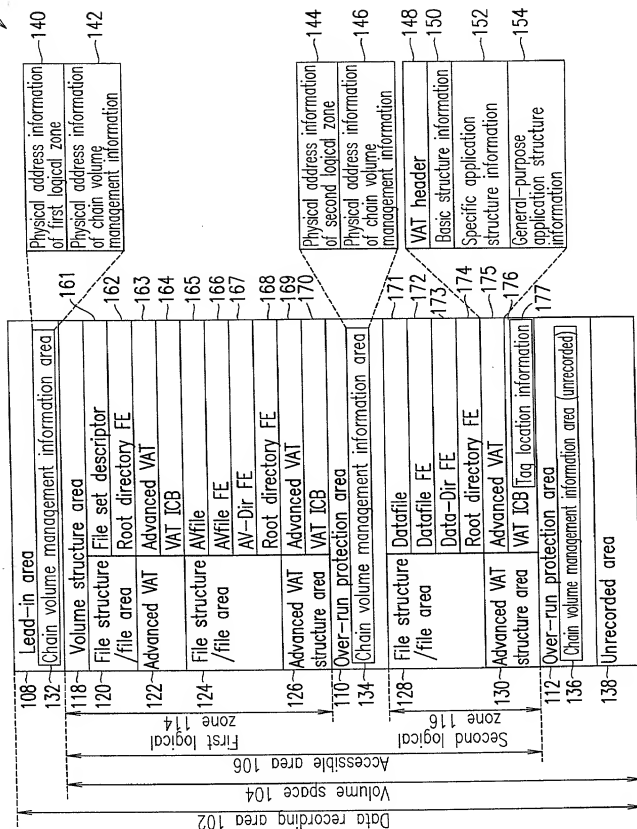 140
142
Physical address information
of first logical zone
Physical address information
of chain volume
management information
144
146
Physical address information
of second logical zone
Physical address information
of chain volume
management information
148
150
152
154
VAT header
Basic structure information
Specific application
structure information
General-purpose
application structure
information
108
Lead-in area
132
Chain volume management information area
118
Volume structure area
120
File structure
/file area
File set descriptor
161
Root directory FE
162
122
Advanced VAT
Advanced VAT
163
VAT ICB
164
124
File structure
/file area
AVfile
165
AVfile FE
166
AV-Dir FE
167
Root directory FE
168
126
Advanced VAT
structure area
Advanced VAT
169
VAT ICB
170
110
Over-run protection area
134
Chain volume management information area
128
File structure
/file area
Datafile
171
Datafile FE
172
Data-Dir FE
173
Root directory FE
174
130
Advanced VAT
structure area
Advanced VAT
175
VAT ICB
176
Tag location information
177
112
Over-run protection area
136
Chain volume management information area (unrecorded)
138
Unrecorded area
First logical
zone 114
Second logical
zone 116
Accessible area 106
Volume space 104
Data recording area 102